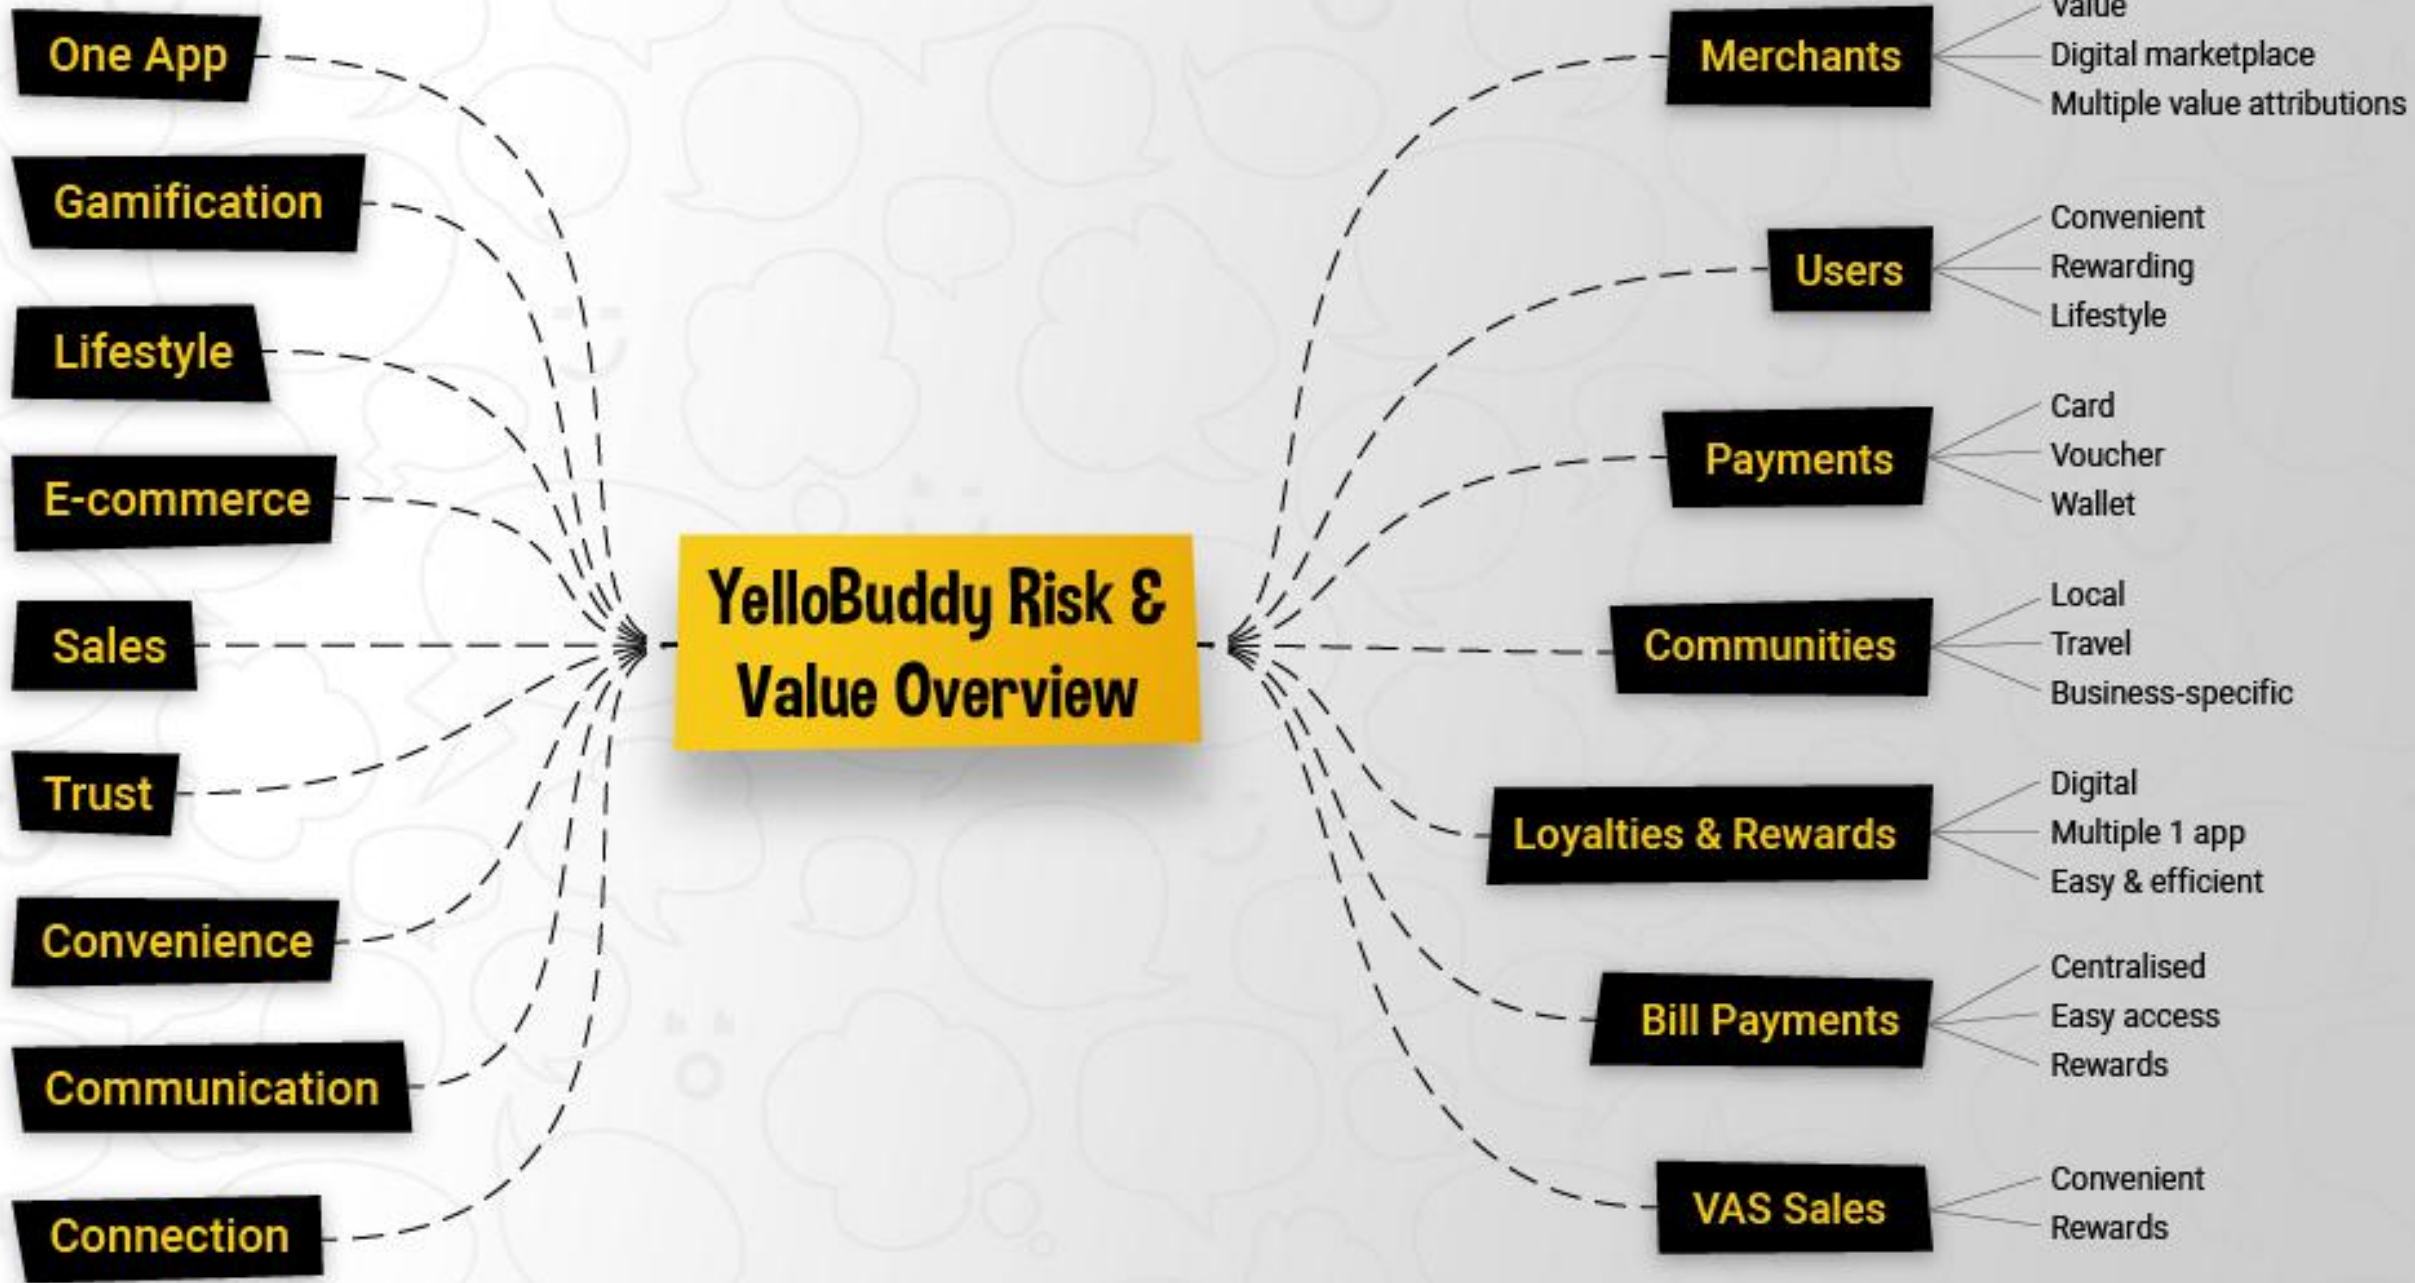 One App
Gamification
Lifestyle
E-commerce
Sales
Trust
Convenience
Communication
Connection
YelloBuddy Risk &
Value Overview
Merchants
Value
Digital marketplace
Multiple value attributions
Users
Convenient
Rewarding
Lifestyle
Payments
Card
Voucher
Wallet
Communities
Local
Travel
Business-specific
Loyalties & Rewards
Digital
Multiple 1 app
Easy & efficient
Bill Payments
Centralised
Easy access
Rewards
VAS Sales
Convenient
Rewards